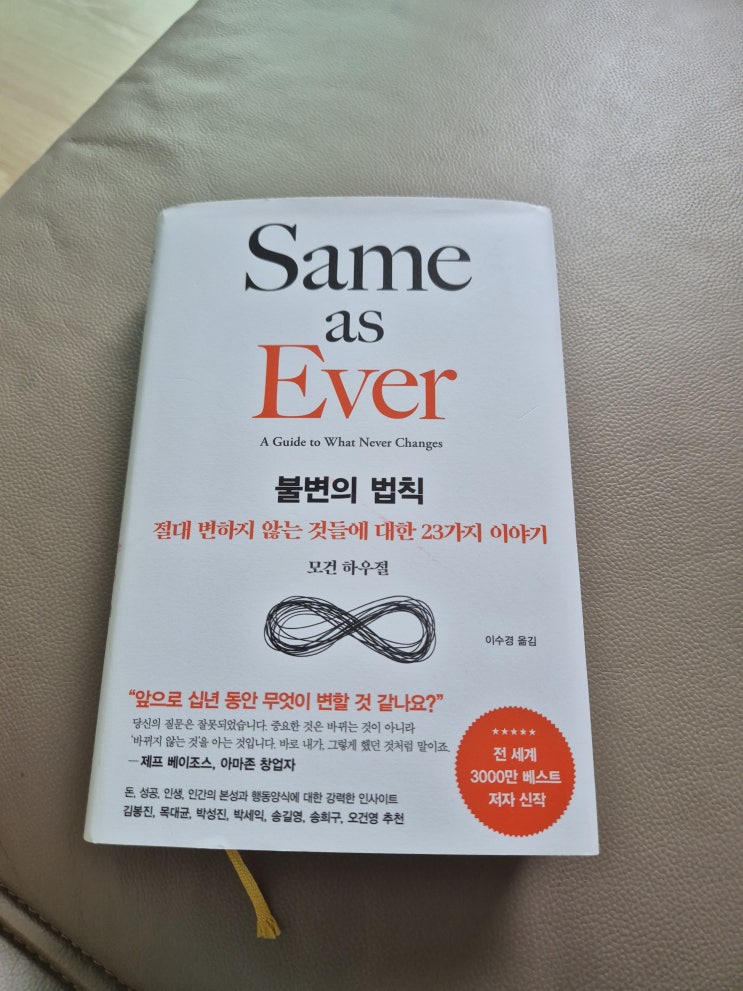 Same
as
Ever
A Guide to What Never Changes
불변의 법칙
절대 변하지 않는 것들에 대한 23가지 이야기
모건 하우절
이수경 옮김
“앞으로 십년 동안 무엇이 변할 것 같나요?”
당신의 질문은 잘못되었습니다. 중요한 것은 바뀌는 것이 아니라
‘바뀌지 않는 것’을 아는 것입니다. 바로 내가, 그렇게 했던 것처럼 말이죠.
— 제프 베이조스, 아마존 창업자
돈, 성공, 인생, 인간의 본성과 행동양식에 대한 강력한 인사이트
김봉진, 목대균, 박성진, 박세익, 송길영, 송희구, 오건영 추천
★★★★★
전 세계
3000만 베스트
저자 신작